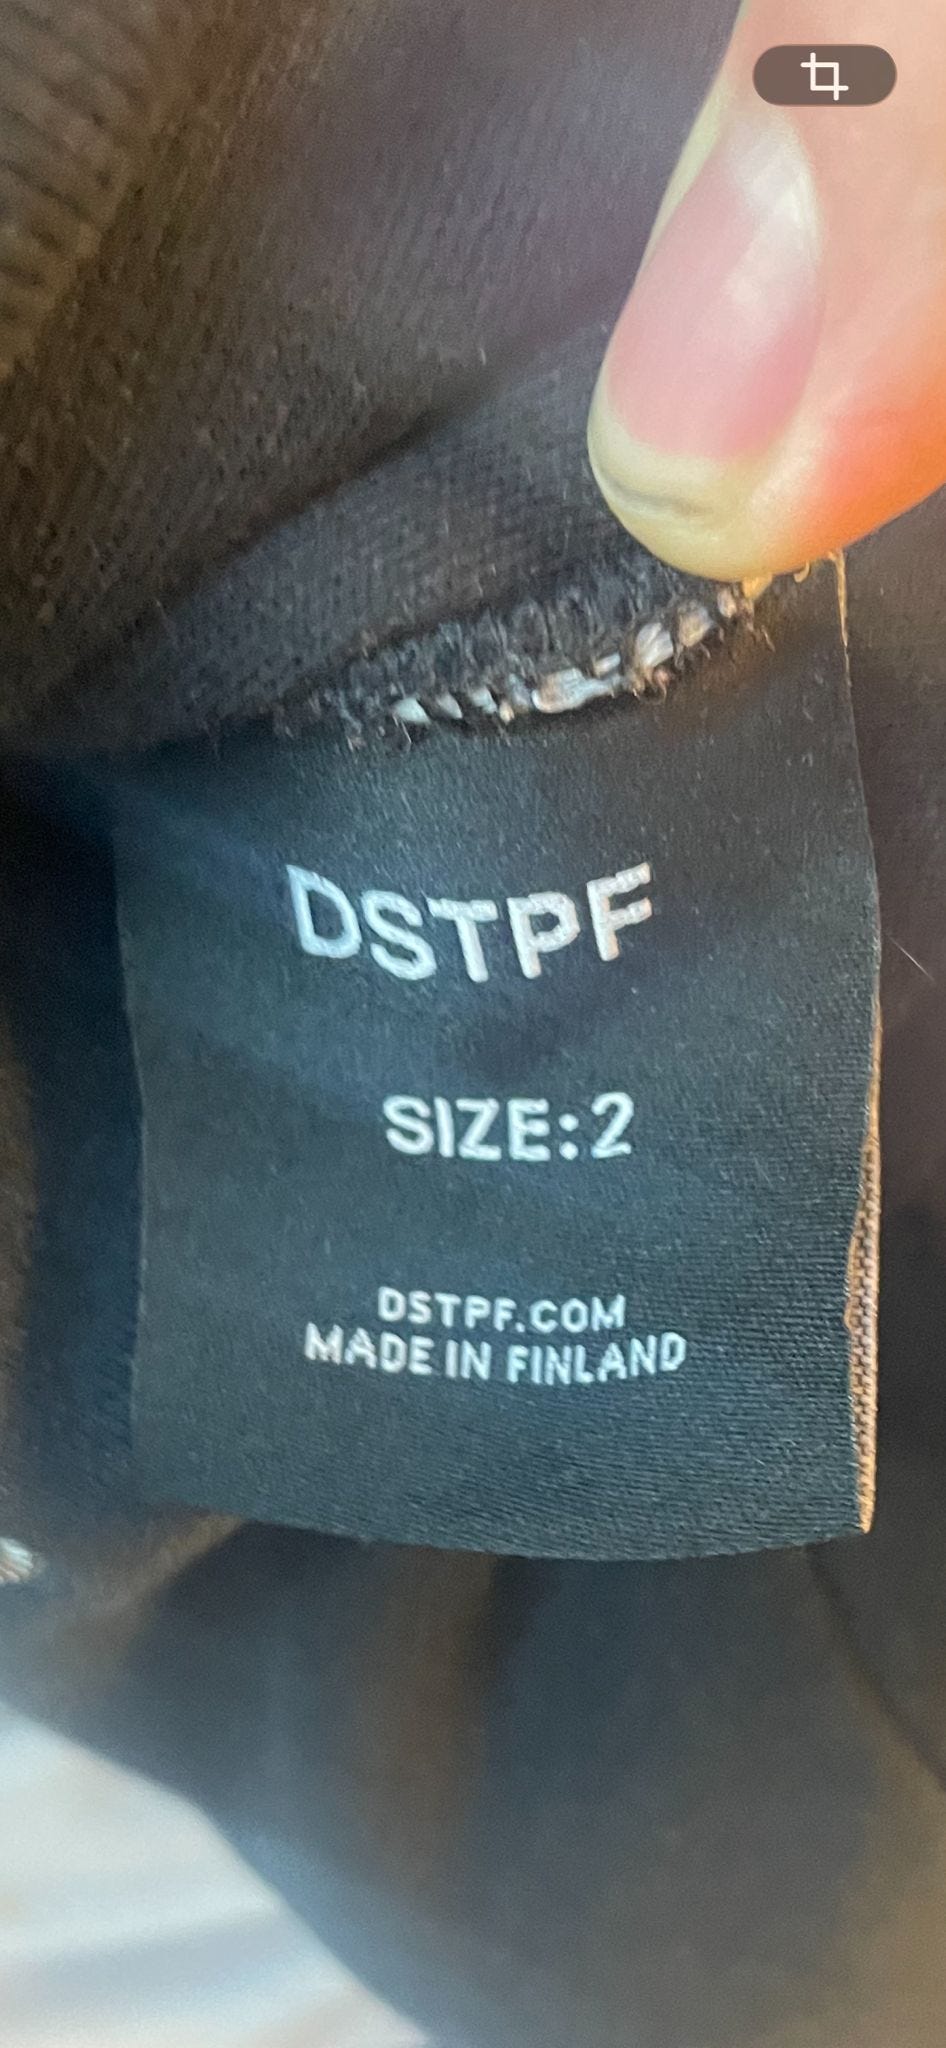 DSTPF
SIZE:2
DSTPF.COM
MADE IN FINLAND